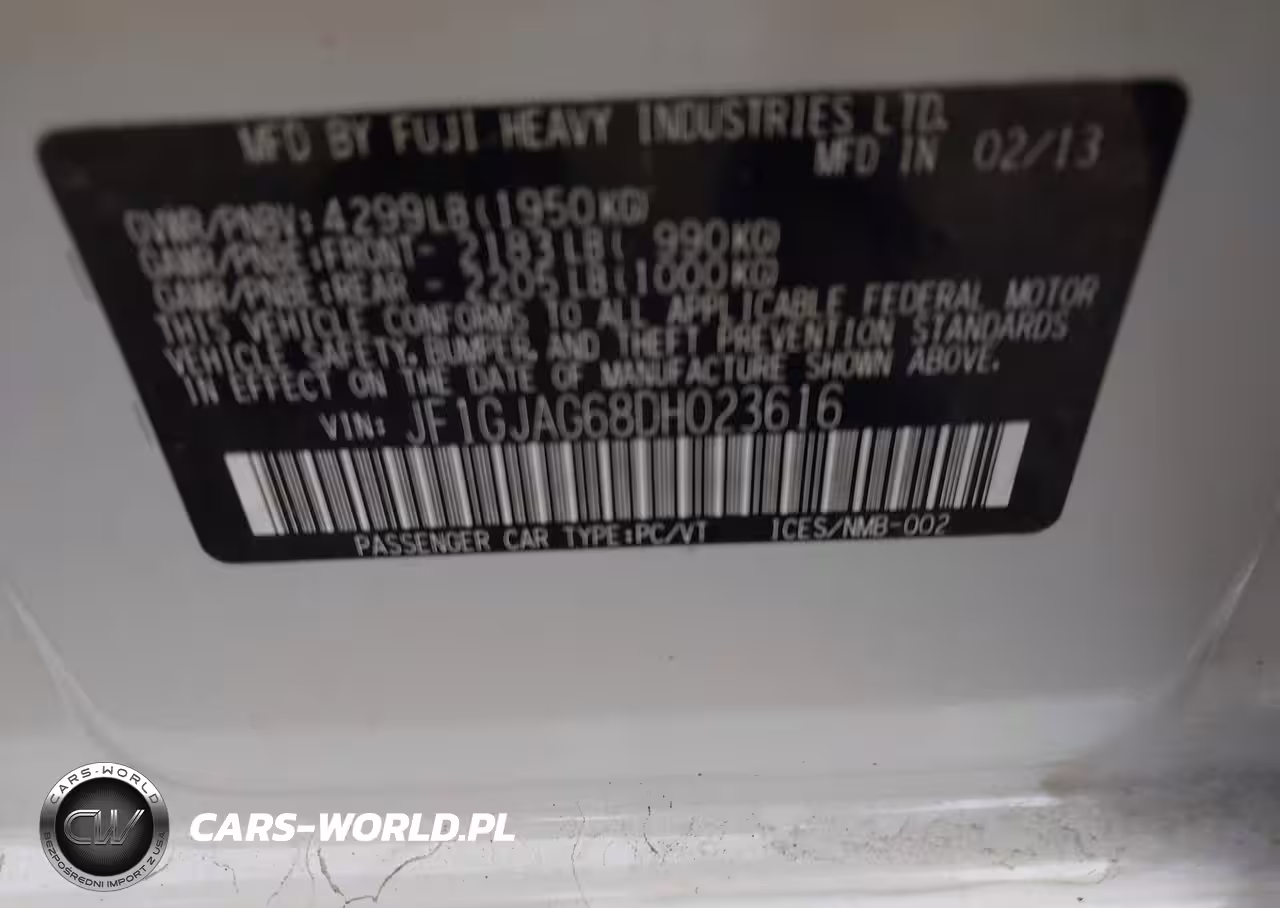 MFD BY FUJI HEAVY INDUSTRIES LTD.
MFD IN 02/13
GVWR/PNBV:4299LB(1950KG)
GAWR/PNBE:FRONT- 2183LB( 990KG)
GAWR/PNBE:REAR - 2205LB(1000KG)
THIS VEHICLE CONFORMS TO ALL APPLICABLE FEDERAL MOTOR
VEHICLE SAFETY, BUMPER, AND THEFT PREVENTION STANDARDS
IN EFFECT ON THE DATE OF MANUFACTURE SHOWN ABOVE.
VIN: JF1GJAG68DH023616
PASSENGER CAR TYPE:PC/VT ICES/NMB-002
CARS-WORLD
CW
BEZPOŚREDNI IMPORT Z USA
CARS-WORLD.PL